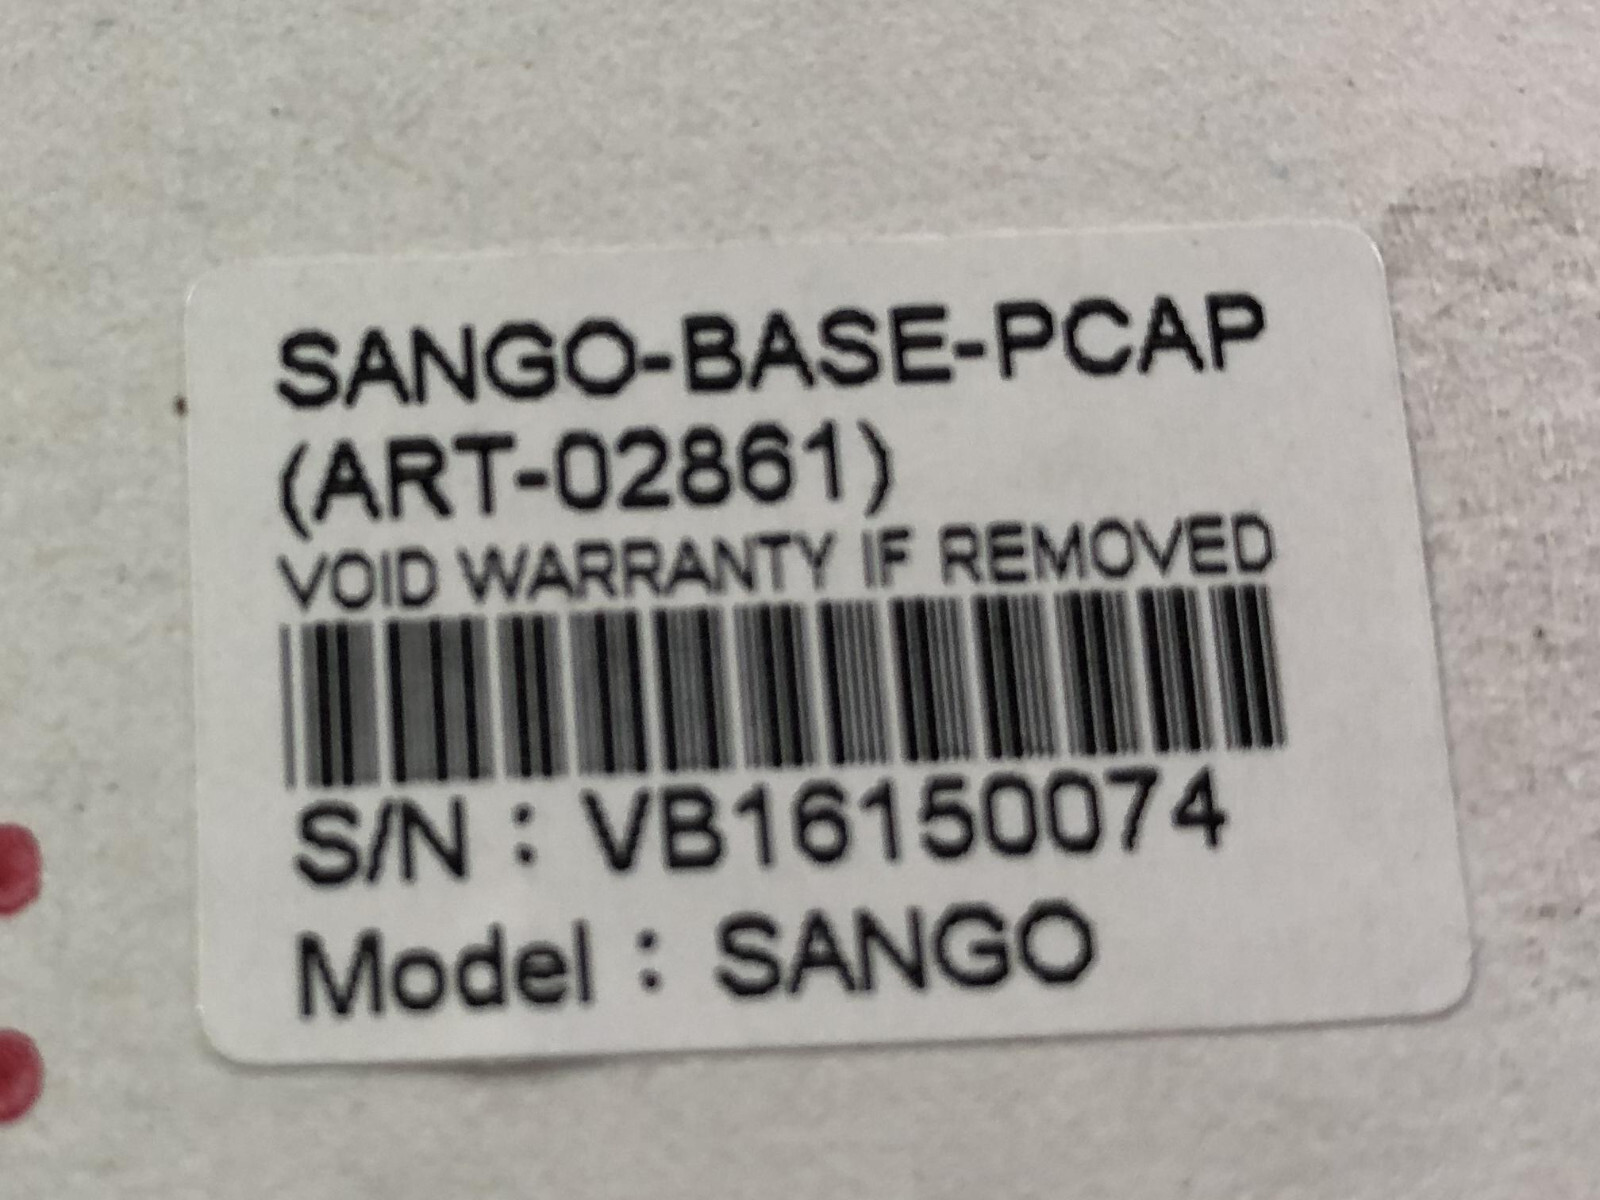 SANGO-BASE-PCAP
(ART-02861)
VOID WARRANTY IF REMOVED
S/N : VB16150074
Model : SANGO